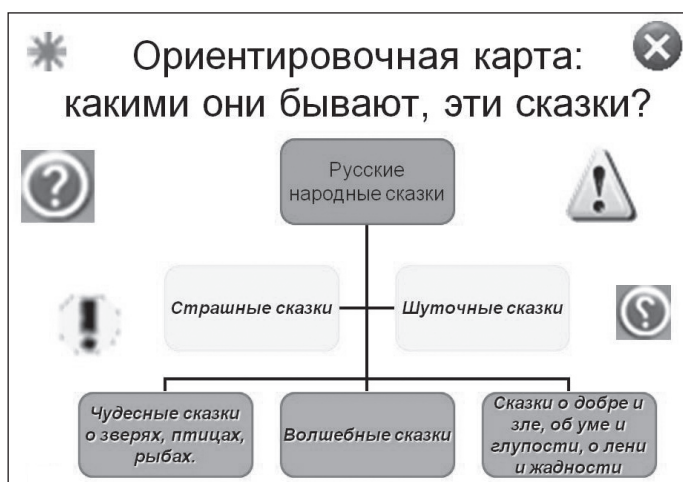 Ориентировочная карта:
какими они бывают, эти сказки?
Русские
народные сказки
Страшные сказки
Шуточные сказки
Чудесные сказки
о зверях, птицах,
рыбах.
Волшебные сказки
Сказки о добре и
зле, об уме и
глупости, о лени
и жадности